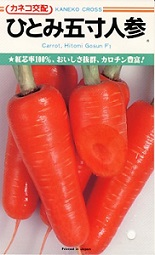 カネコ交配 KANEKO CROSS
ひとみ五寸人参
Carrot, Hitomi Gosun F1
★紅芯率100%、おいしさ抜群、カロチン豊富!
Printed in Japan